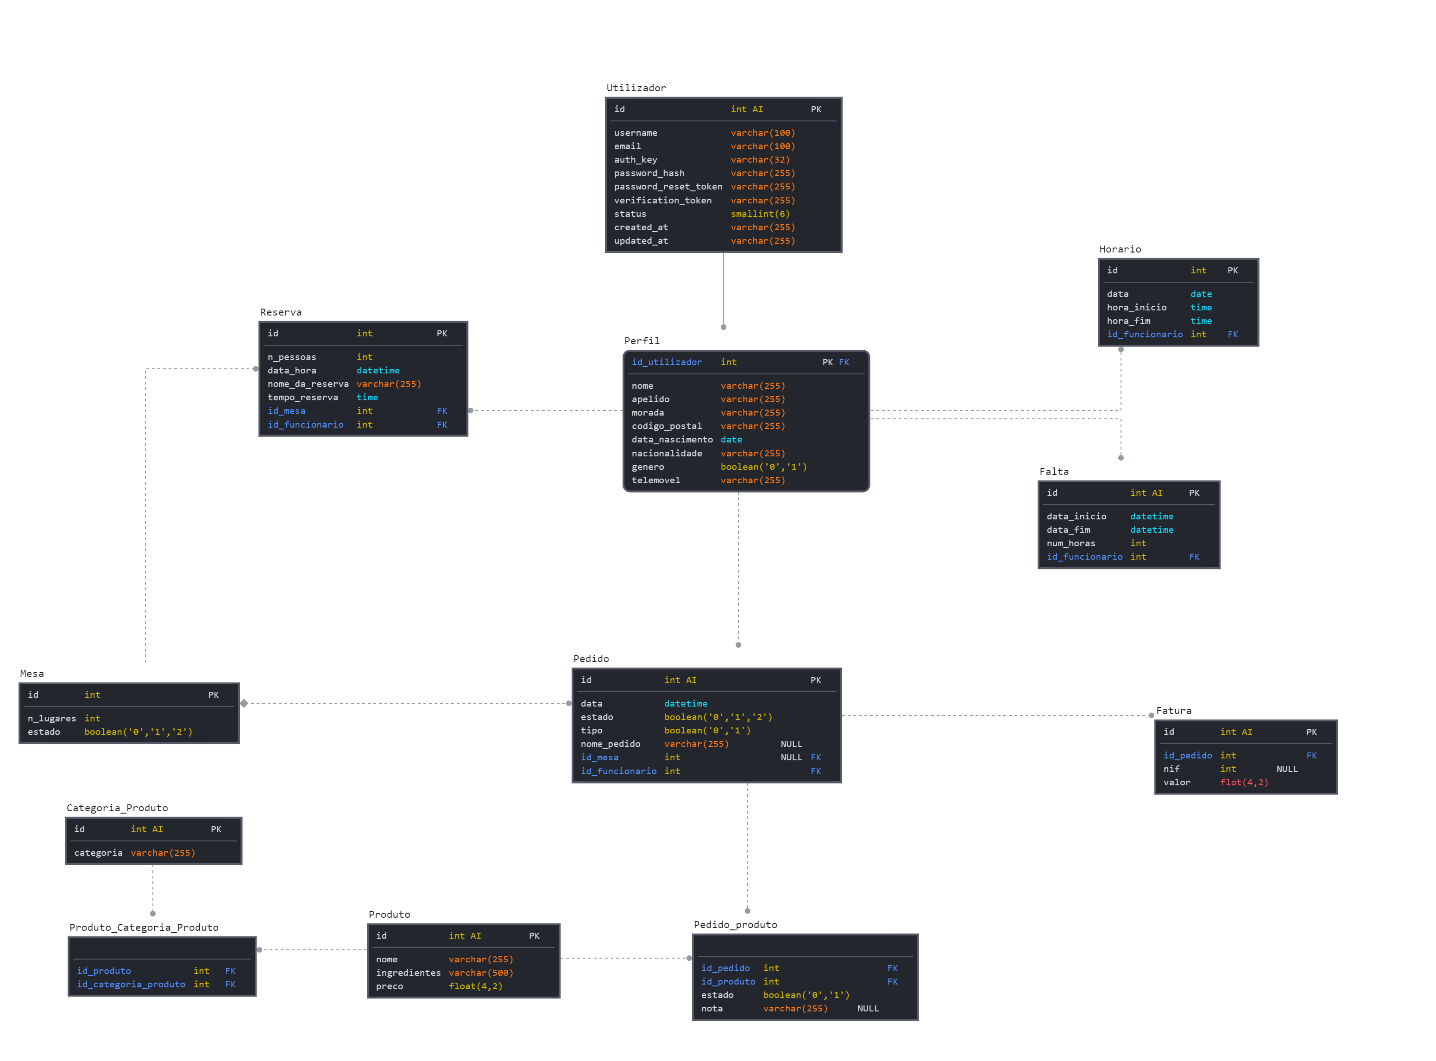 Utilizador
id int AI PK
username varchar(100)
email varchar(100)
auth_key varchar(32)
password_hash varchar(255)
password_reset_token varchar(255)
verification_token varchar(255)
status smallint(6)
created_at varchar(255)
updated_at varchar(255)
Horario
id int PK
data date
hora_inicio time
hora_fim time
id_funcionario int FK
Reserva
id int PK
n_pessoas int
data_hora datetime
nome_da_reserva varchar(255)
tempo_reserva time
id_mesa int FK
id_funcionario int FK
Perfil
id_utilizador int PK FK
nome varchar(255)
apelido varchar(255)
morada varchar(255)
codigo_postal varchar(255)
data_nascimento date
nacionalidade varchar(255)
genero boolean('0','1')
telemovel varchar(255)
Falta
id int AI PK
data_inicio datetime
data_fim datetime
num_horas int
id_funcionario int FK
Mesa
id int PK
n_lugares int
estado boolean('0','1','2')
Pedido
id int AI PK
data datetime
estado boolean('0','1','2')
tipo boolean('0','1')
nome_pedido varchar(255) NULL
id_mesa int NULL FK
id_funcionario int FK
Fatura
id int AI PK
id_pedido int FK
nif int NULL
valor flot(4,2)
Categoria_Produto
id int AI PK
categoria varchar(255)
Produto_Categoria_Produto
id_produto int FK
id_categoria_produto int FK
Produto
id int AI PK
nome varchar(255)
ingredientes varchar(500)
preco float(4,2)
Pedido_produto
id_pedido int FK
id_produto int FK
estado boolean('0','1')
nota varchar(255) NULL